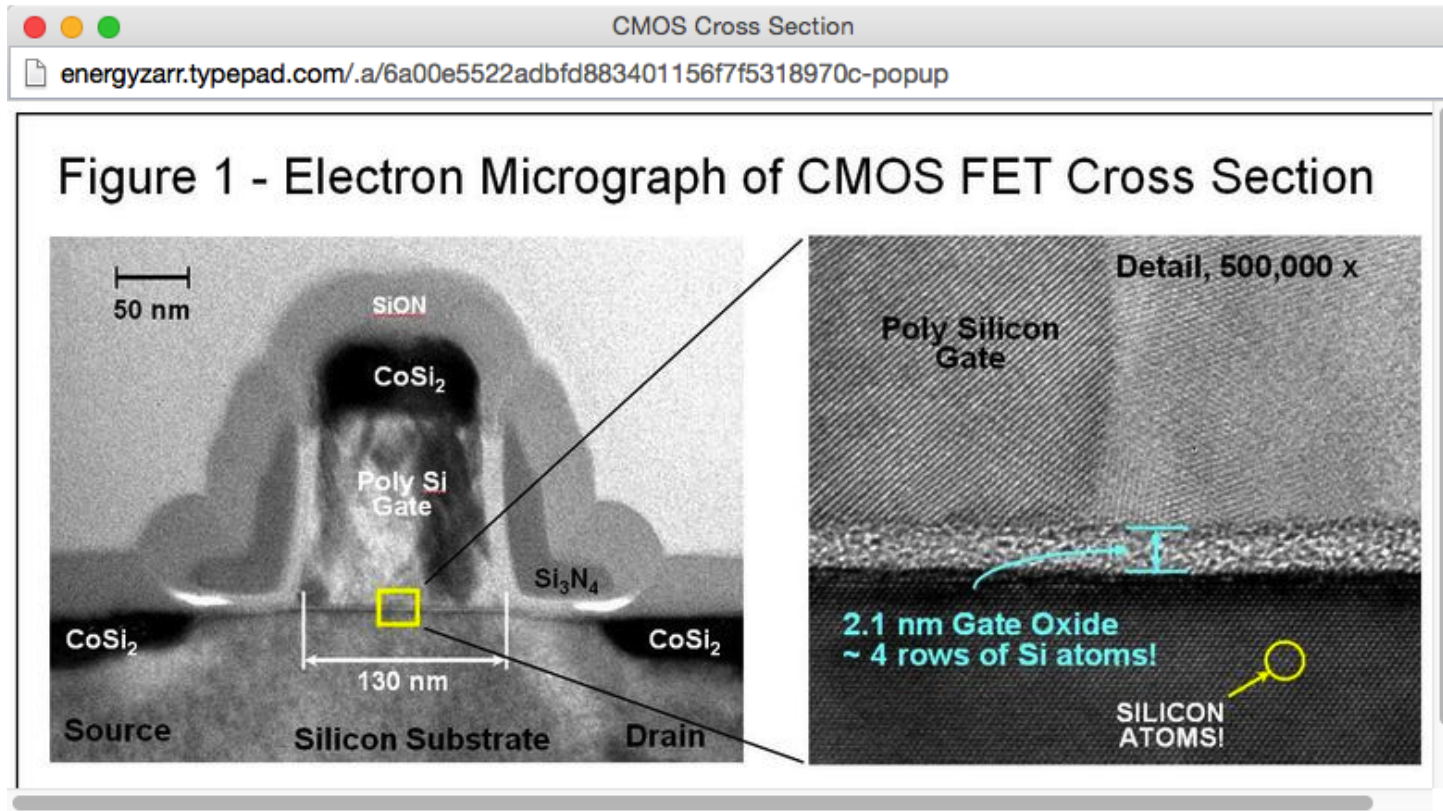 CMOS Cross Section
energyzarr.typepad.com/.a/6a00e5522adbfd883401156f7f5318970c-popup
Figure 1 - Electron Micrograph of CMOS FET Cross Section
50 nm
SiON
CoSi₂
Poly Si
Gate
Si₃N₄
CoSi₂
CoSi₂
130 nm
Source
Silicon Substrate
Drain
Detail, 500,000 x
Poly Silicon
Gate
2.1 nm Gate Oxide
~ 4 rows of Si atoms!
SILICON
ATOMS!